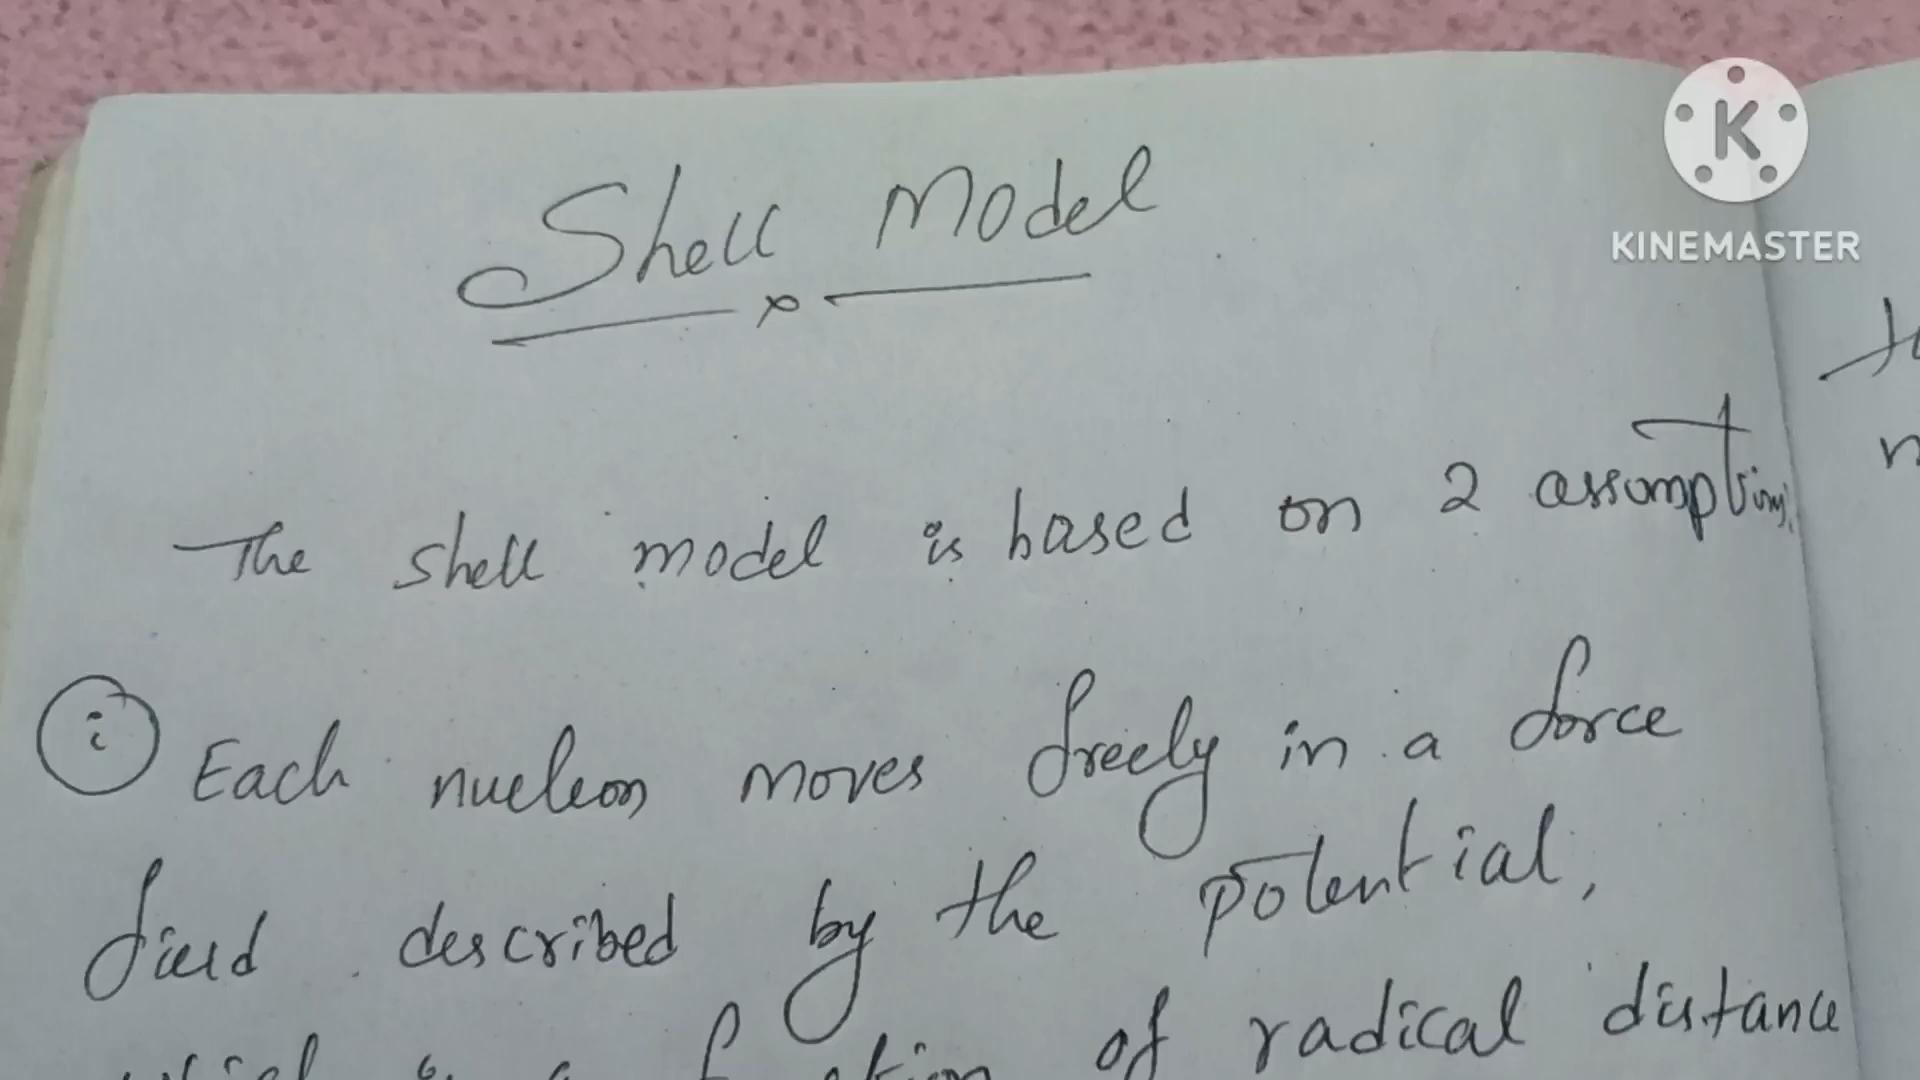 Shell Model
KINEMASTER
The shell model is based on 2 assumptions.
i Each nucleon moves freely in a force
field described by the potential,
of radical distance